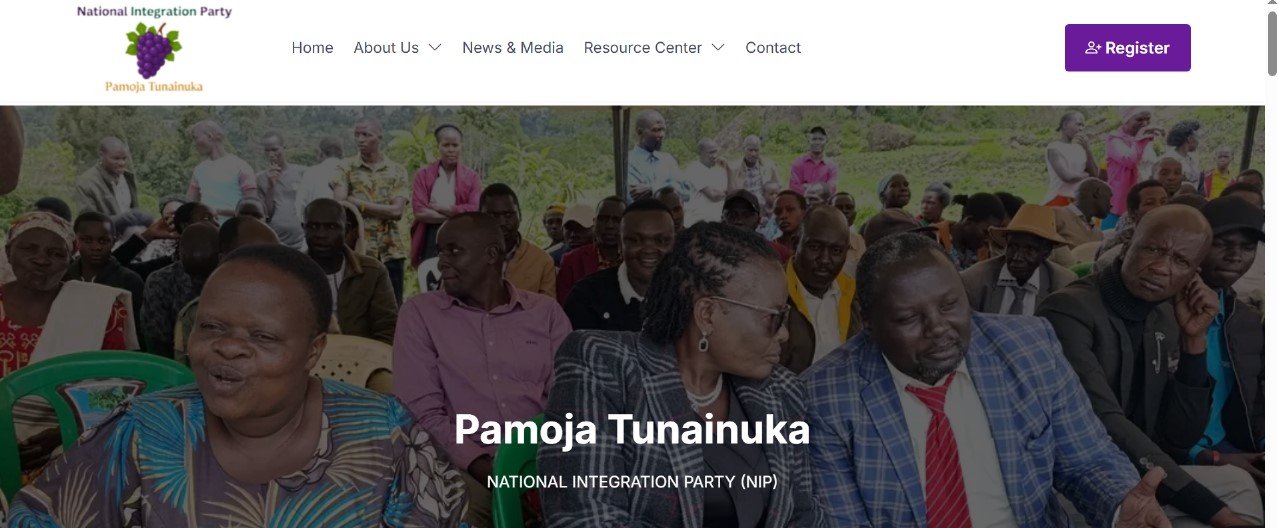 National Integration Party
Pamoja Tunainuka
Home
About Us
News & Media
Resource Center
Contact
Register
Pamoja Tunainuka
NATIONAL INTEGRATION PARTY (NIP)